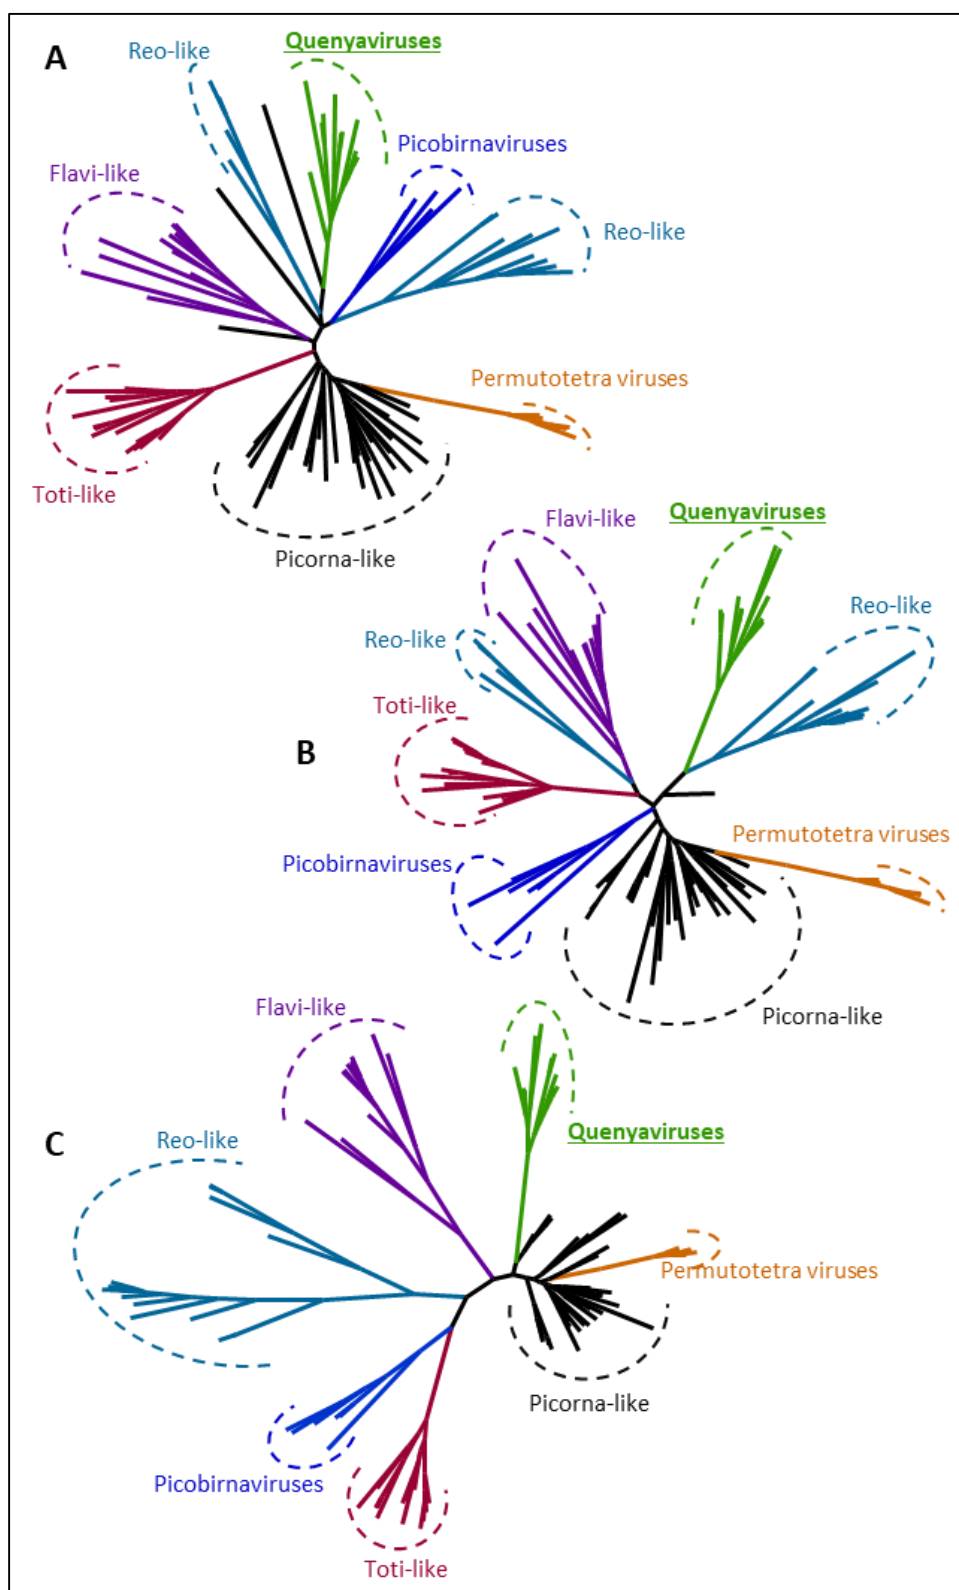 A
Reo-like
Quenyaviruses
Picobirnaviruses
Flavi-like
Reo-like
Permutotetra viruses
Toti-like
Picorna-like
B
Flavi-like
Quenyaviruses
Reo-like
Reo-like
Toti-like
Permutotetra viruses
Picobirnaviruses
Picorna-like
C
Flavi-like
Quenyaviruses
Reo-like
Permutotetra viruses
Picorna-like
Picobirnaviruses
Toti-like